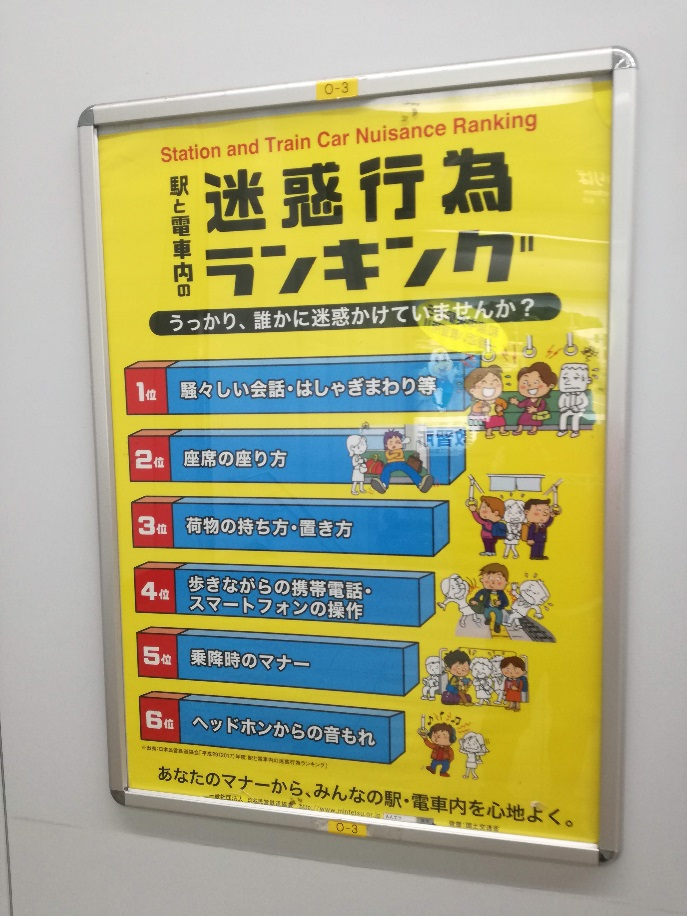 O-3
Station and Train Car Nuisance Ranking
駅と電車内の
迷惑行為
ランキング
うっかり、誰かに迷惑かけていませんか？
1位
騒々しい会話・はしゃぎまわり等
2位
座席の座り方
3位
荷物の持ち方・置き方
4位
歩きながらの携帯電話・
スマートフォンの操作
5位
乗降時のマナー
6位
ヘッドホンからの音もれ
あなたのマナーから、みんなの駅・電車内を心地よく。
http://www.mintetsu.or.jp
O-3